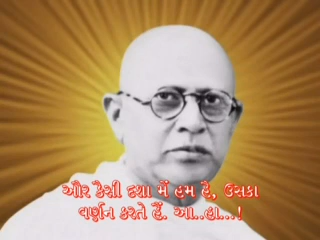 ઔર કૈસી દશા મેં હમ હૈ, ઉસકા
વર્ણન કરતે હૈં. આ..હા...!